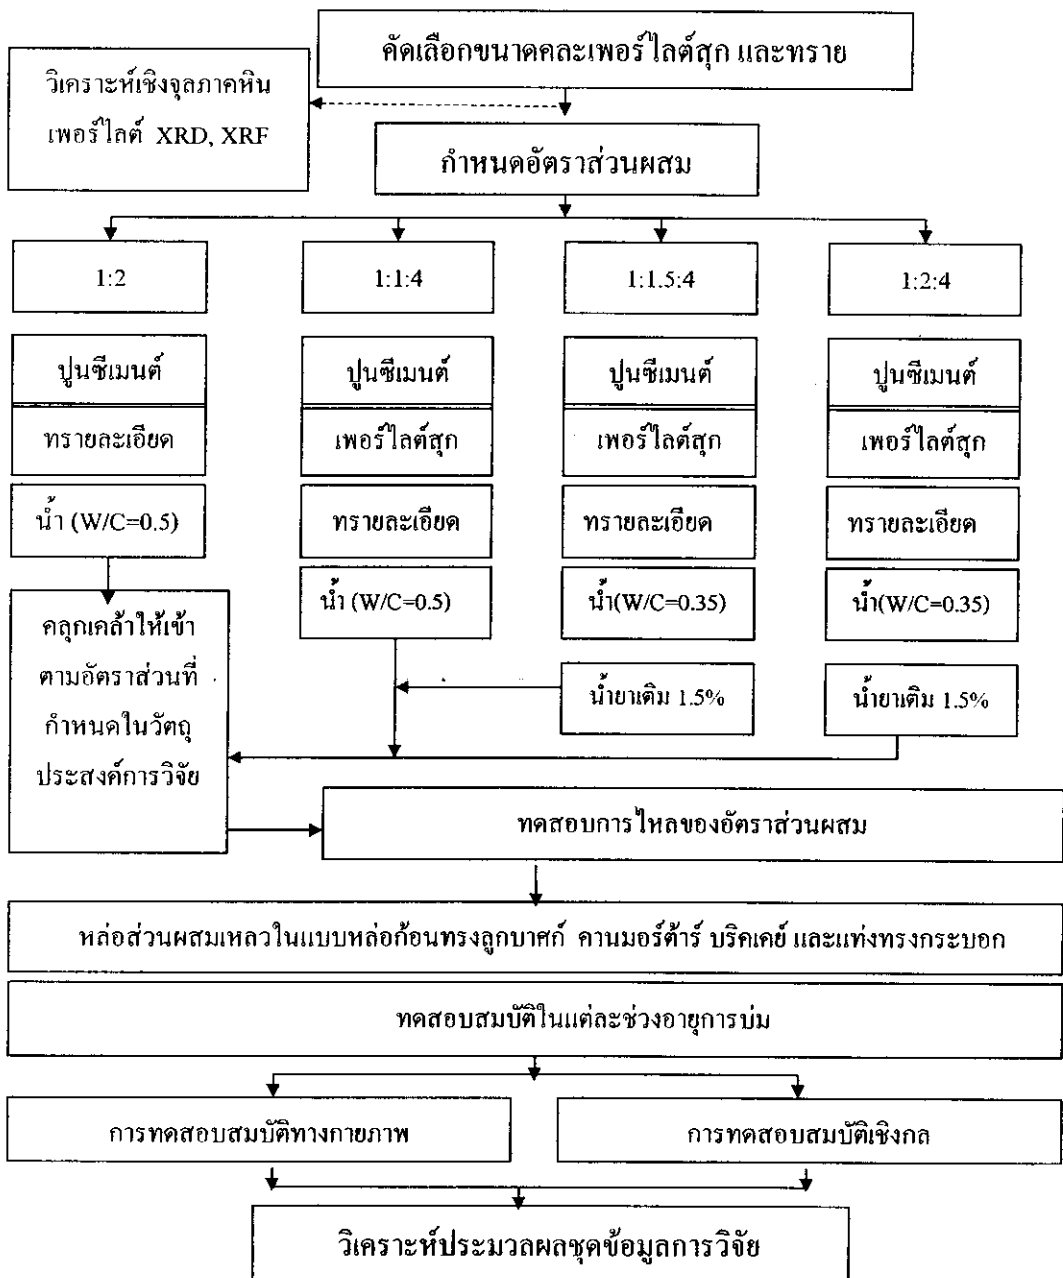 คัดเลือกขนาดคละเพอร์ไลต์สุก และทราย
วิเคราะห์เชิงจุลภาคหิน
เพอร์ไลต์ XRD, XRF
กำหนดอัตราส่วนผสม
1:2
1:1:4
1:1.5:4
1:2:4
ปูนซีเมนต์
ปูนซีเมนต์
ปูนซีเมนต์
ปูนซีเมนต์
ทรายละเอียด
เพอร์ไลต์สุก
เพอร์ไลต์สุก
เพอร์ไลต์สุก
น้ำ (W/C=0.5)
ทรายละเอียด
ทรายละเอียด
ทรายละเอียด
น้ำ (W/C=0.5)
น้ำ(W/C=0.35)
น้ำ(W/C=0.35)
คลุกเคล้าให้เข้า
ตามอัตราส่วนที่
กำหนดในวัตถุ
ประสงค์การวิจัย
น้ำยาเติม 1.5%
น้ำยาเติม 1.5%
ทดสอบการไหลของอัตราส่วนผสม
หล่อส่วนผสมเหลวในแบบหล่อก้อนทรงลูกบาศก์ คานมอร์ต้าร์ บริคเคย์ และแท่งทรงกระบอก
ทดสอบสมบัติในแต่ละช่วงอายุการบ่ม
การทดสอบสมบัติทางกายภาพ
การทดสอบสมบัติเชิงกล
วิเคราะห์ประมวลผลชุดข้อมูลการวิจัย